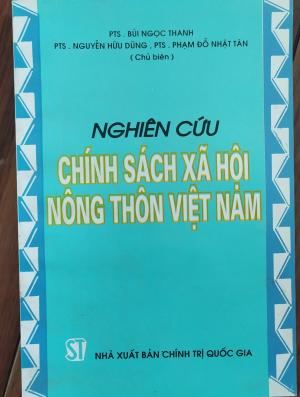 PTS . BÙI NGỌC THANH
PTS . NGUYỄN HỮU DŨNG , PTS . PHẠM ĐỖ NHẬT TÂN
( Chủ biên )
NGHIÊN CỨU
CHÍNH SÁCH XÃ HỘI
NÔNG THÔN VIỆT NAM
ST
NHÀ XUẤT BẢN CHÍNH TRỊ QUỐC GIA